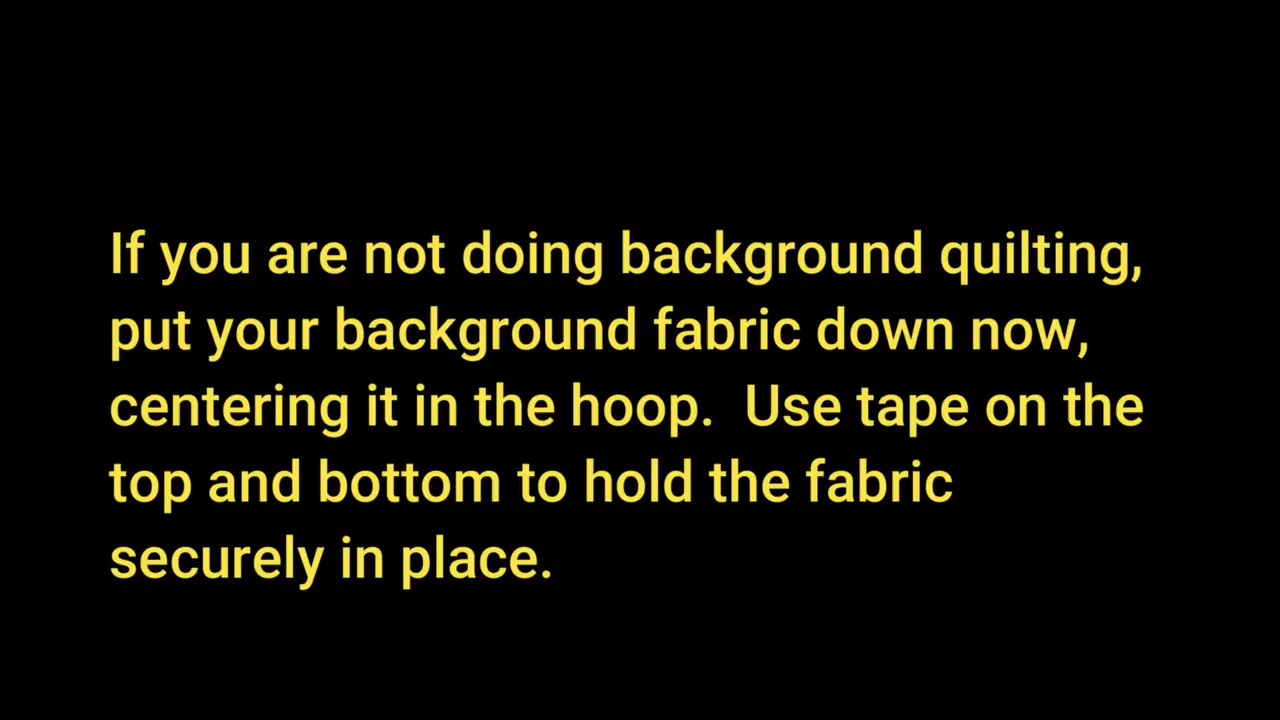 If you are not doing background quilting,
put your background fabric down now,
centering it in the hoop.  Use tape on the
top and bottom to hold the fabric
securely in place.